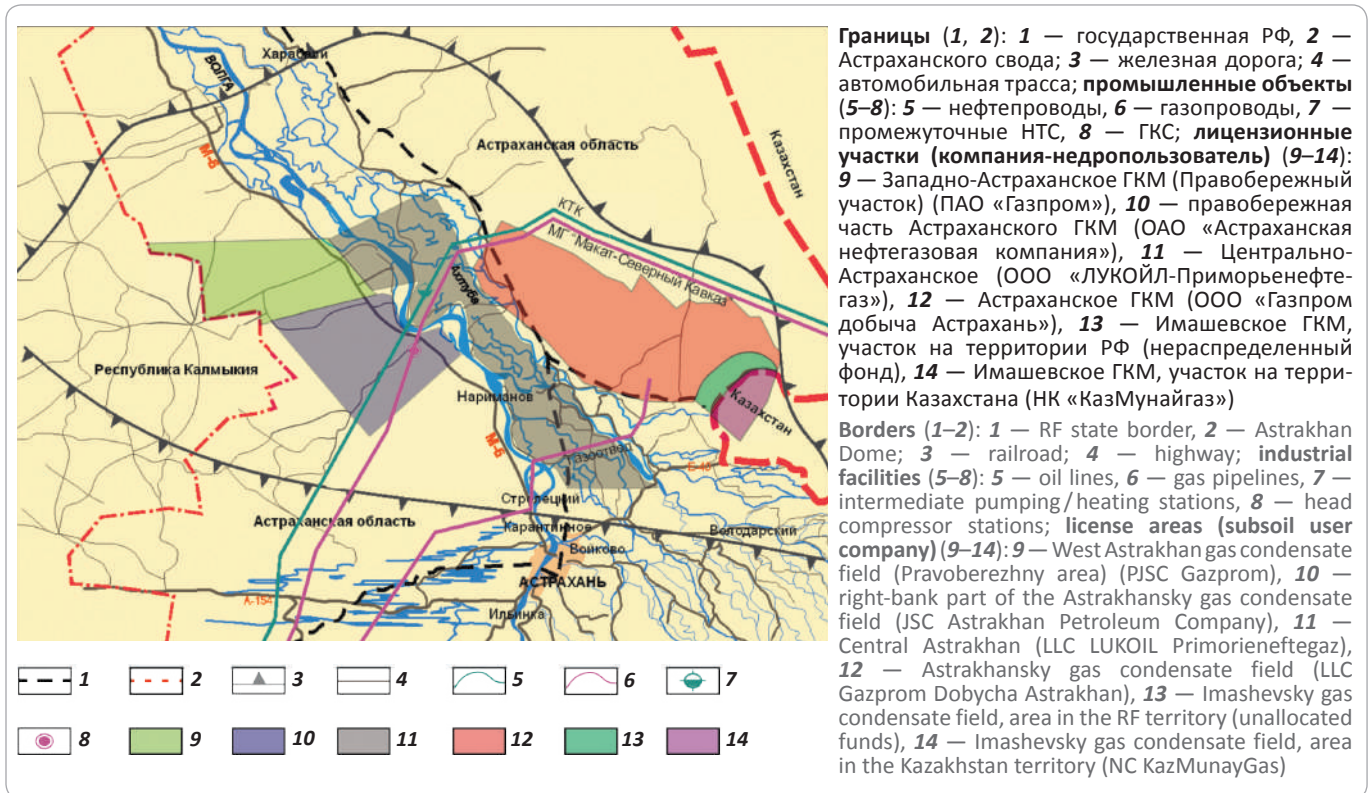 Харабали
ВОЛГА
М-6
Астраханская область
Казахстан
КТК
МГ "Макат-Северный Кавказ
Ахтуба
Республика Калмыкия
Нариманов
М-6
Казахстан
Газоотвод
Стрелецкий
Астраханская область
Карантинное
Володарский
Войково
АСТРАХАНЬ
Ильинка
1 2 3 4 5 6 7
8 9 10 11 12 13 14
Границы (1, 2): 1 — государственная РФ, 2 —
Астраханского свода; 3 — железная дорога; 4 —
автомобильная трасса; промышленные объекты
(5–8): 5 — нефтепроводы, 6 — газопроводы, 7 —
промежуточные НТС, 8 — ГКС; лицензионные
участки (компания-недропользователь) (9–14):
9 — Западно-Астраханское ГКМ (Правобережный
участок) (ПАО «Газпром»), 10 — правобережная
часть Астраханского ГКМ (ОАО «Астраханская
нефтегазовая компания»), 11 — Центрально-
Астраханское (ООО «ЛУКОЙЛ-Приморьенефте-
газ»), 12 — Астраханское ГКМ (ООО «Газпром
добыча Астрахань»), 13 — Имашевское ГКМ,
участок на территории РФ (нераспределенный
фонд), 14 — Имашевское ГКМ, участок на терри-
тории Казахстана (НК «КазМунайгаз»)
Borders (1–2): 1 — RF state border, 2 — Astrakhan
Dome; 3 — railroad; 4 — highway; industrial
facilities (5–8): 5 — oil lines, 6 — gas pipelines, 7 —
intermediate pumping/heating stations, 8 — head
compressor stations; license areas (subsoil user
company) (9–14): 9 — West Astrakhan gas condensate
field (Pravoberezhny area) (PJSC Gazprom), 10 —
right-bank part of the Astrakhansky gas condensate
field (JSC Astrakhan Petroleum Company), 11 —
Central Astrakhan (LLC LUKOIL Primorieneftegaz),
12 — Astrakhansky gas condensate field (LLC
Gazprom Dobycha Astrakhan), 13 — Imashevsky gas
condensate field, area in the RF territory (unallocated
funds), 14 — Imashevsky gas condensate field, area
in the Kazakhstan territory (NC KazMunayGas)